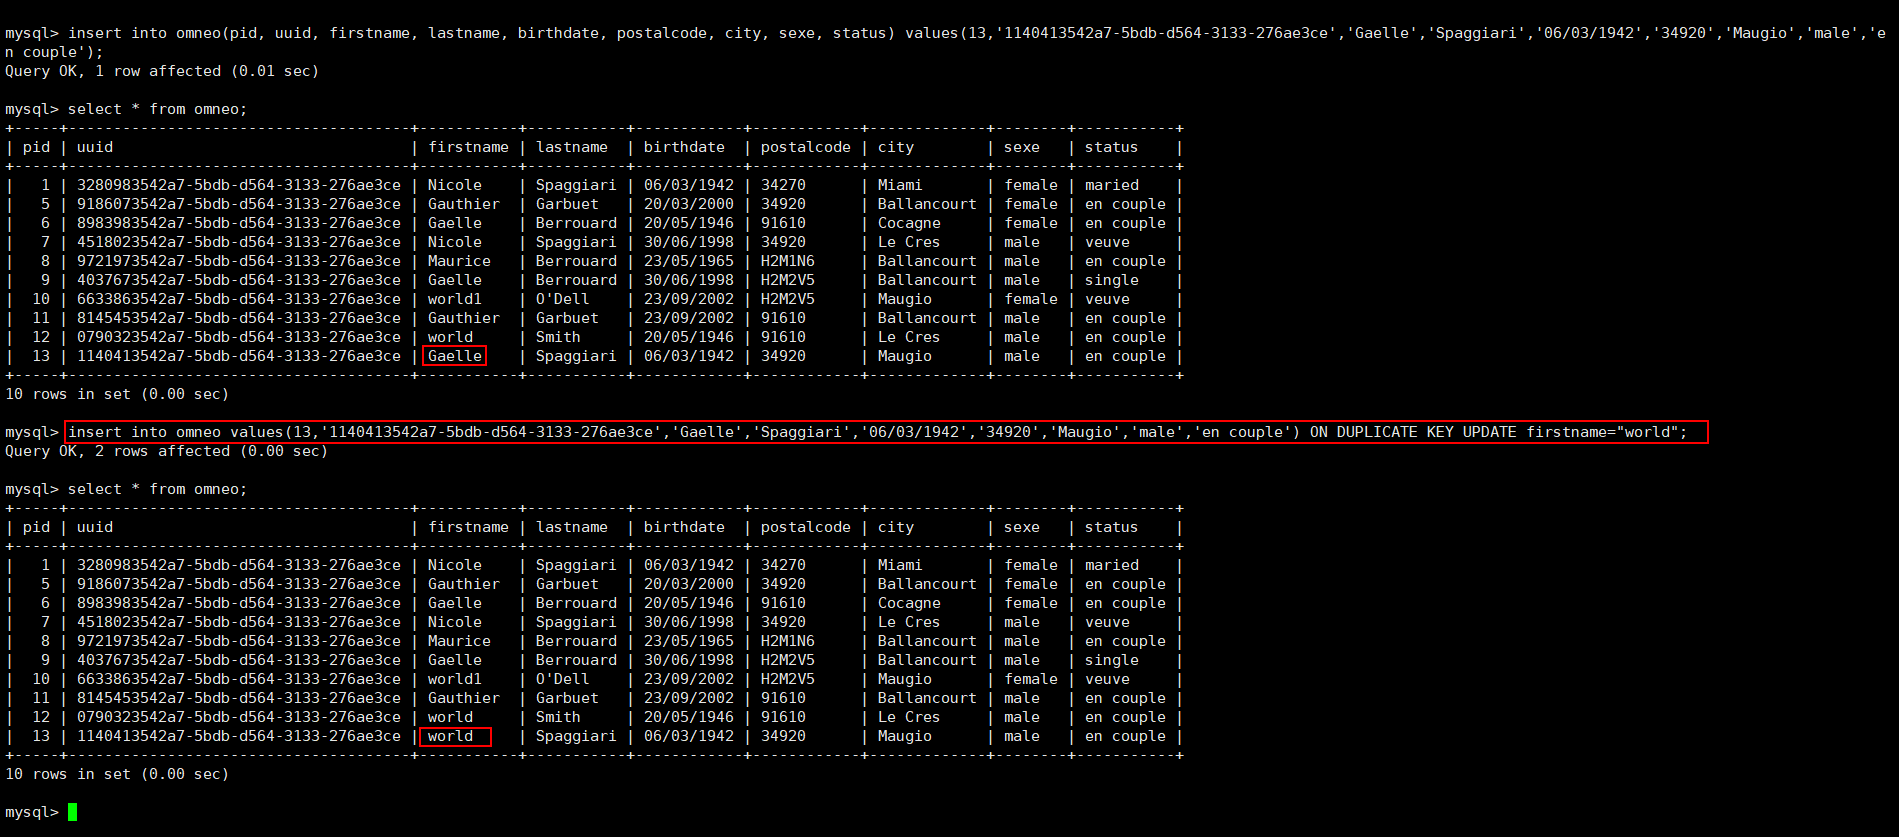 mysql> insert into omneo(pid, uuid, firstname, lastname, birthdate, postalcode, city, sexe, status) values(13,'1140413542a7-5bdb-d564-3133-276ae3ce','Gaelle','Spaggiari','06/03/1942','34920','Maugio','male','e
n couple');
Query OK, 1 row affected (0.01 sec)
mysql> select * from omneo;
+-----+--------------------------------------+-----------+-----------+------------+------------+-------------+--------+-----------+
| pid | uuid                                 | firstname | lastname  | birthdate  | postalcode | city        | sexe   | status    |
+-----+--------------------------------------+-----------+-----------+------------+------------+-------------+--------+-----------+
|   1 | 3280983542a7-5bdb-d564-3133-276ae3ce | Nicole    | Spaggiari | 06/03/1942 | 34270      | Miami       | female | maried    |
|   5 | 9186073542a7-5bdb-d564-3133-276ae3ce | Gauthier  | Garbuet   | 20/03/2000 | 34920      | Ballancourt | female | en couple |
|   6 | 8983983542a7-5bdb-d564-3133-276ae3ce | Gaelle    | Berrouard | 20/05/1946 | 91610      | Cocagne     | female | en couple |
|   7 | 4518023542a7-5bdb-d564-3133-276ae3ce | Nicole    | Spaggiari | 30/06/1998 | 34920      | Le Cres     | male   | veuve     |
|   8 | 9721973542a7-5bdb-d564-3133-276ae3ce | Maurice   | Berrouard | 23/05/1965 | H2M1N6     | Ballancourt | male   | en couple |
|   9 | 4037673542a7-5bdb-d564-3133-276ae3ce | Gaelle    | Berrouard | 30/06/1998 | H2M2V5     | Ballancourt | male   | single    |
|  10 | 6633863542a7-5bdb-d564-3133-276ae3ce | world1    | O'Dell    | 23/09/2002 | H2M2V5     | Maugio      | female | veuve     |
|  11 | 8145453542a7-5bdb-d564-3133-276ae3ce | Gauthier  | Garbuet   | 23/09/2002 | 91610      | Ballancourt | male   | en couple |
|  12 | 0790323542a7-5bdb-d564-3133-276ae3ce | world     | Smith     | 20/05/1946 | 91610      | Le Cres     | male   | en couple |
|  13 | 1140413542a7-5bdb-d564-3133-276ae3ce | Gaelle    | Spaggiari | 06/03/1942 | 34920      | Maugio      | male   | en couple |
+-----+--------------------------------------+-----------+-----------+------------+------------+-------------+--------+-----------+
10 rows in set (0.00 sec)
mysql> insert into omneo values(13,'1140413542a7-5bdb-d564-3133-276ae3ce','Gaelle','Spaggiari','06/03/1942','34920','Maugio','male','en couple') ON DUPLICATE KEY UPDATE firstname="world";
Query OK, 2 rows affected (0.00 sec)
mysql> select * from omneo;
+-----+--------------------------------------+-----------+-----------+------------+------------+-------------+--------+-----------+
| pid | uuid                                 | firstname | lastname  | birthdate  | postalcode | city        | sexe   | status    |
+-----+--------------------------------------+-----------+-----------+------------+------------+-------------+--------+-----------+
|   1 | 3280983542a7-5bdb-d564-3133-276ae3ce | Nicole    | Spaggiari | 06/03/1942 | 34270      | Miami       | female | maried    |
|   5 | 9186073542a7-5bdb-d564-3133-276ae3ce | Gauthier  | Garbuet   | 20/03/2000 | 34920      | Ballancourt | female | en couple |
|   6 | 8983983542a7-5bdb-d564-3133-276ae3ce | Gaelle    | Berrouard | 20/05/1946 | 91610      | Cocagne     | female | en couple |
|   7 | 4518023542a7-5bdb-d564-3133-276ae3ce | Nicole    | Spaggiari | 30/06/1998 | 34920      | Le Cres     | male   | veuve     |
|   8 | 9721973542a7-5bdb-d564-3133-276ae3ce | Maurice   | Berrouard | 23/05/1965 | H2M1N6     | Ballancourt | male   | en couple |
|   9 | 4037673542a7-5bdb-d564-3133-276ae3ce | Gaelle    | Berrouard | 30/06/1998 | H2M2V5     | Ballancourt | male   | single    |
|  10 | 6633863542a7-5bdb-d564-3133-276ae3ce | world1    | O'Dell    | 23/09/2002 | H2M2V5     | Maugio      | female | veuve     |
|  11 | 8145453542a7-5bdb-d564-3133-276ae3ce | Gauthier  | Garbuet   | 23/09/2002 | 91610      | Ballancourt | male   | en couple |
|  12 | 0790323542a7-5bdb-d564-3133-276ae3ce | world     | Smith     | 20/05/1946 | 91610      | Le Cres     | male   | en couple |
|  13 | 1140413542a7-5bdb-d564-3133-276ae3ce | world     | Spaggiari | 06/03/1942 | 34920      | Maugio      | male   | en couple |
+-----+--------------------------------------+-----------+-----------+------------+------------+-------------+--------+-----------+
10 rows in set (0.00 sec)
mysql>